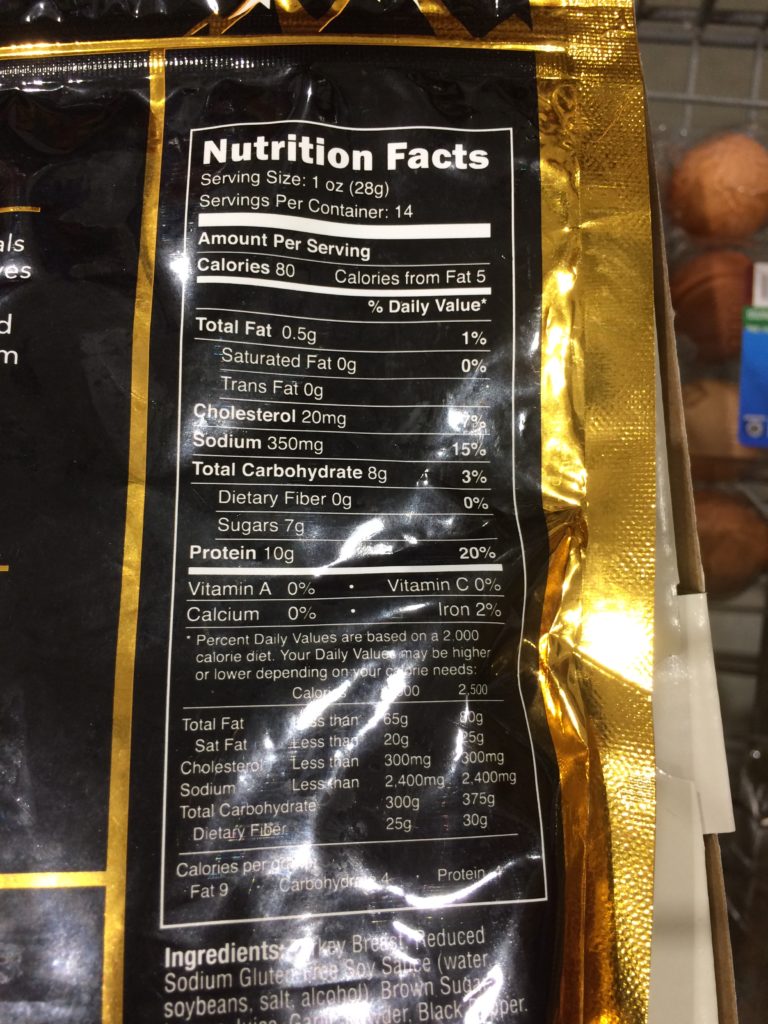 als
ves
d
m
Nutrition Facts
Serving Size: 1 oz (28g)
Servings Per Container: 14
Amount Per Serving
Calories 80 Calories from Fat 5
% Daily Value*
Total Fat 0.5g 1%
Saturated Fat 0g 0%
Trans Fat 0g
Cholesterol 20mg 7%
Sodium 350mg 15%
Total Carbohydrate 8g 3%
Dietary Fiber 0g 0%
Sugars 7g
Protein 10g 20%
Vitamin A 0% • Vitamin C 0%
Calcium 0% • Iron 2%
* Percent Daily Values are based on a 2,000
calorie diet. Your Daily Values may be higher
or lower depending on your calorie needs:
Calories 2,500
Total Fat Less than 65g 80g
Sat Fat Less than 20g 25g
Cholesterol Less than 300mg 300mg
Sodium Less than 2,400mg 2,400mg
Total Carbohydrate 300g 375g
Dietary Fiber 25g 30g
Calories per gram
Fat 9 • Carbohydrate 4 • Protein 4
Ingredients: Turkey Breast, Reduced
Sodium Gluten Free Soy Sauce (water,
soybeans, salt, alcohol), Brown Sugar
Black